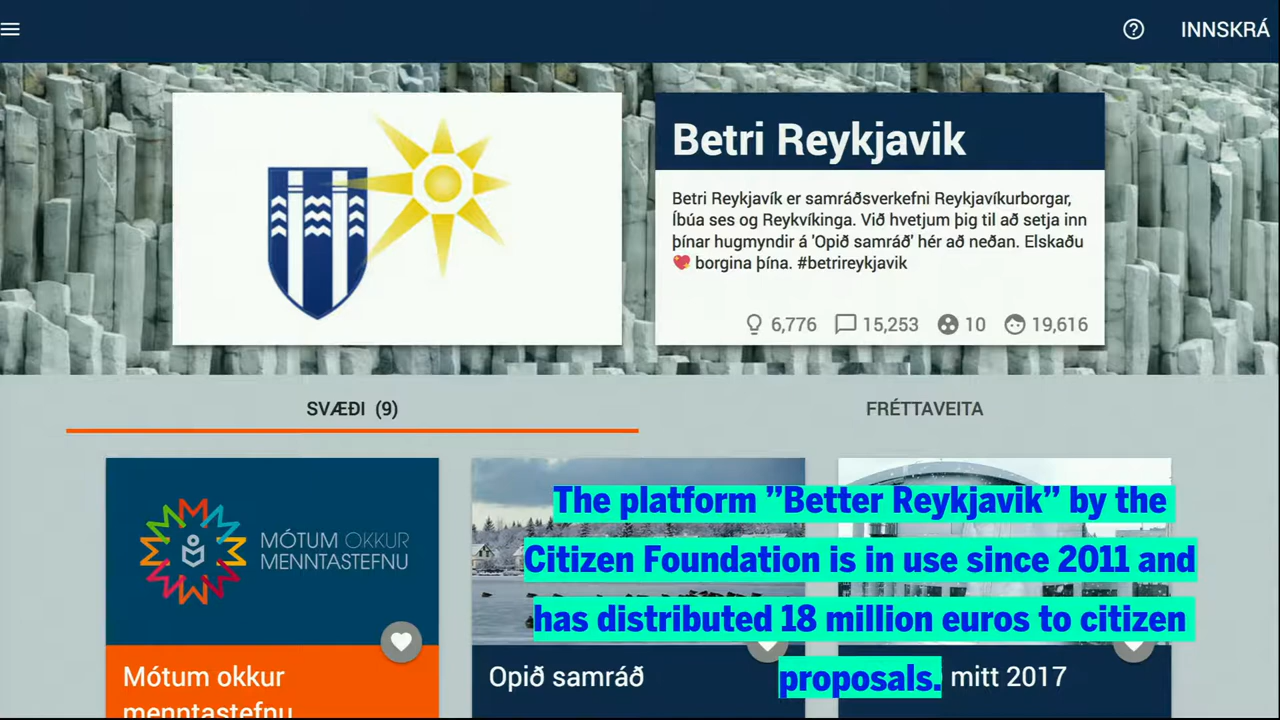 INNSKRÁ
Betri Reykjavik
Betri Reykjavík er samráðsverkefni Reykjavíkurborgar,
Íbúa ses og Reykvíkinga. Við hvetjum þig til að setja inn
þínar hugmyndir á 'Opið samráð' hér að neðan. Elskaðu
💖 borgina þína. #betrireykjavik
6,776 15,253 10 19,616
SVÆÐI (9)
FRÉTTAVEITA
MÓTUM OKKUR
MENNTASTEFNU
The platform ”Better Reykjavik” by the
Citizen Foundation is in use since 2011 and
has distributed 18 million euros to citizen
proposals.
Mótum okkur
menntastefnu
Opið samráð
mitt 2017